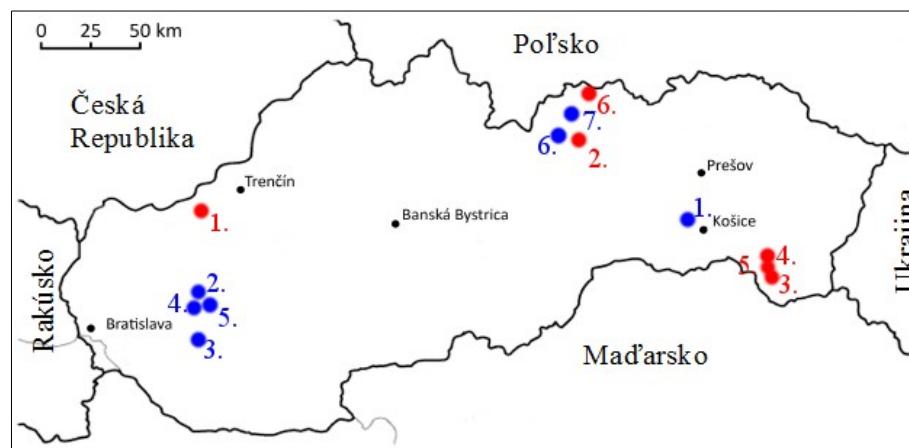 0 25 50 km
Poľsko
Česká
Republika
6.
7.
6.
2.
Prešov
Trenčín
1.
1.
Banská Bystrica
Košice
Ukrajina
4.
5
3.
2.
4.
5.
Rakúsko
Bratislava
3.
Maďarsko